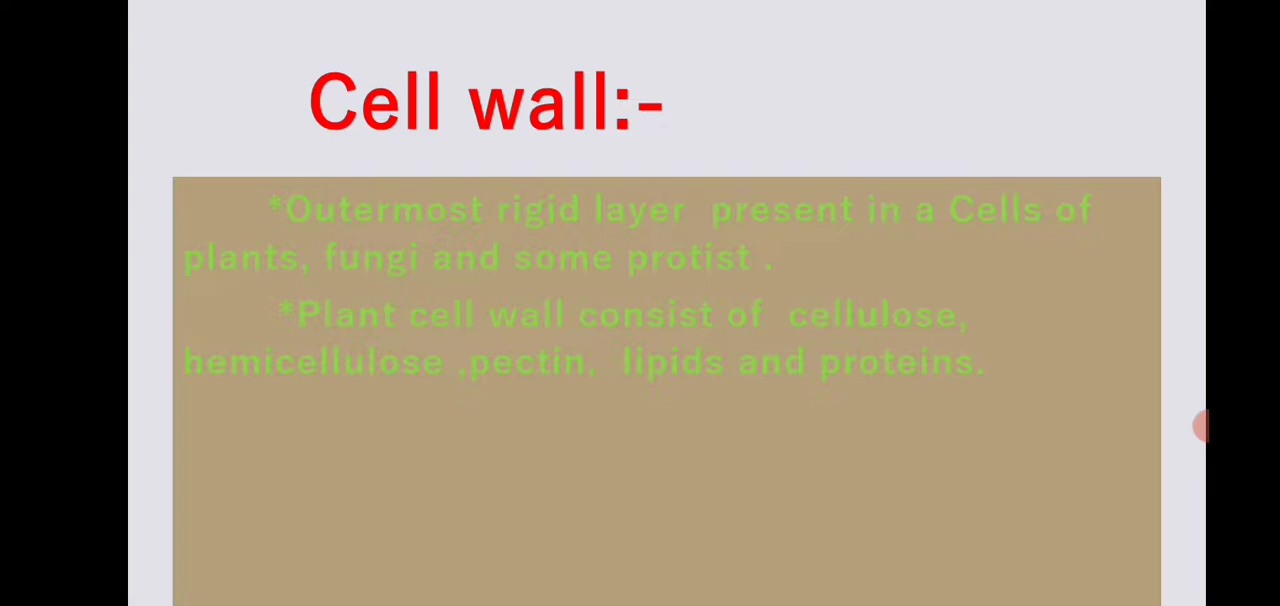 Cell wall:-
*Outermost rigid layer present in a Cells of
plants, fungi and some protist .
*Plant cell wall consist of cellulose,
hemicellulose .pectin, lipids and proteins.